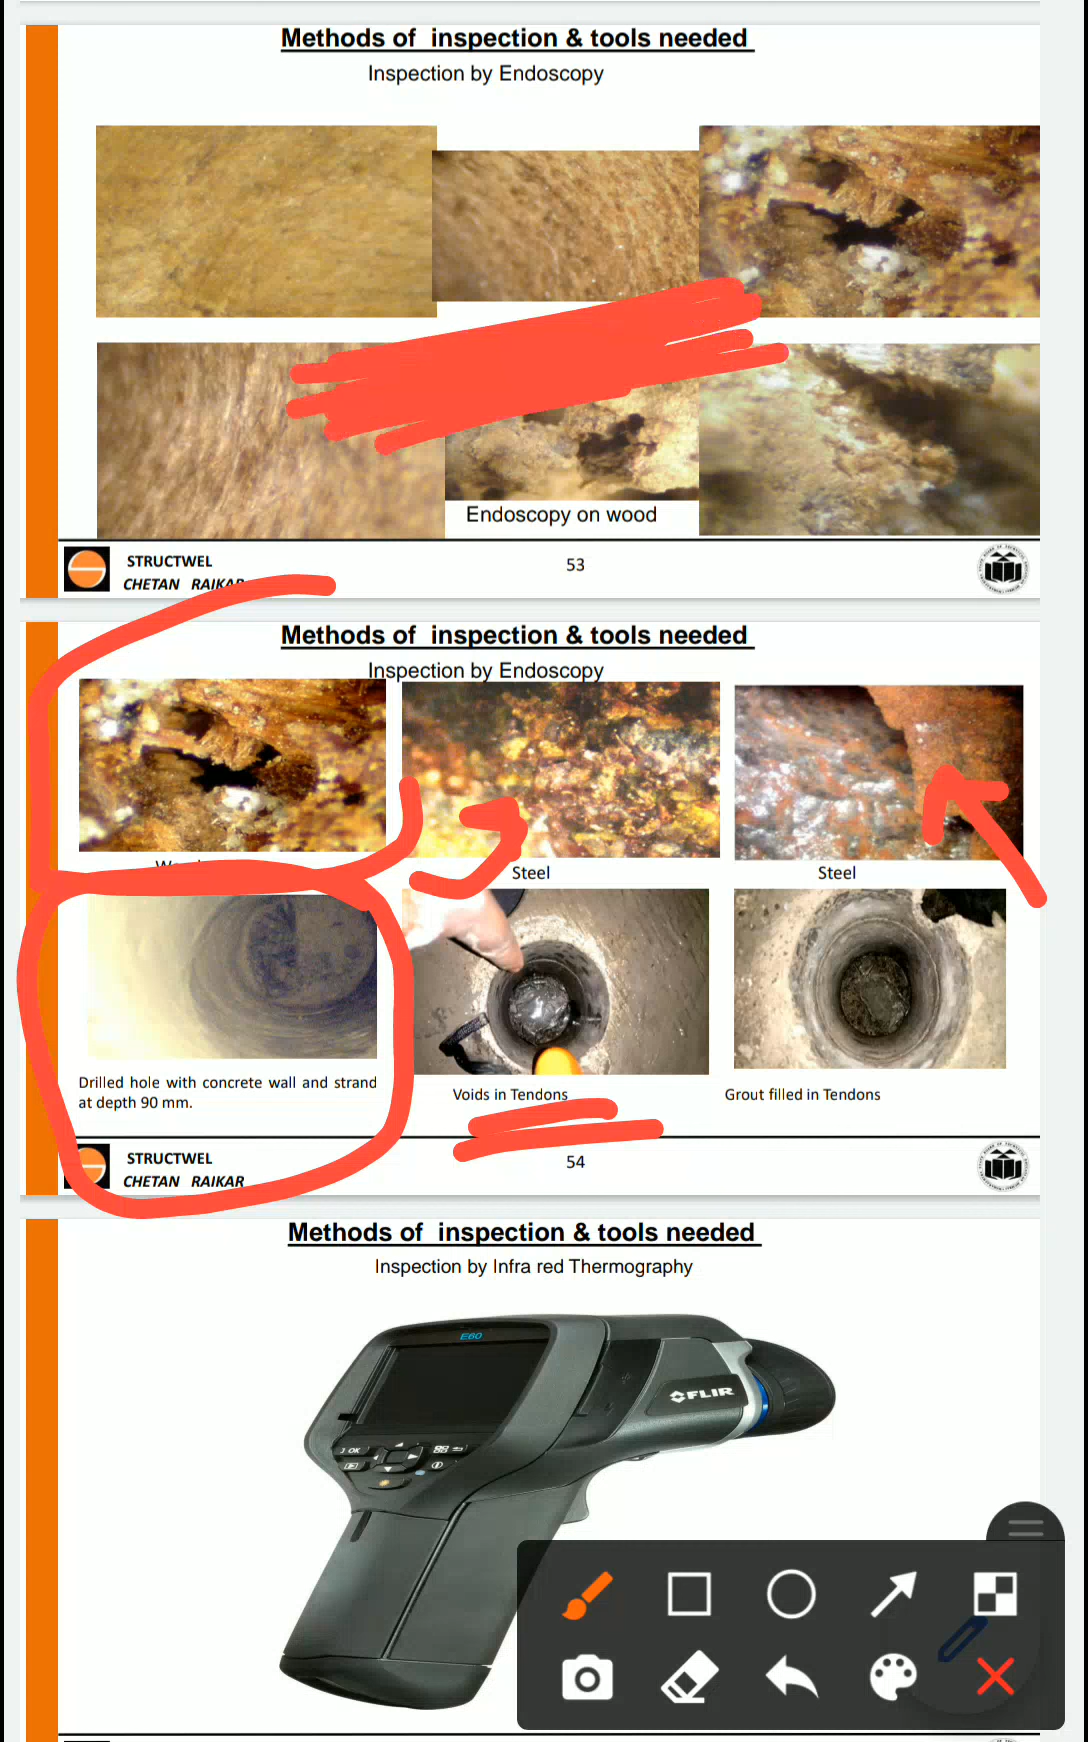 Methods of inspection & tools needed
Inspection by Endoscopy
Endoscopy on wood
STRUCTWEL
CHETAN RAIKAR
53
Methods of inspection & tools needed
Inspection by Endoscopy
Steel
Steel
Drilled hole with concrete wall and strand
at depth 90 mm.
Voids in Tendons
Grout filled in Tendons
STRUCTWEL
CHETAN RAIKAR
54
Methods of inspection & tools needed
Inspection by Infra red Thermography
E60
FLIR
OK